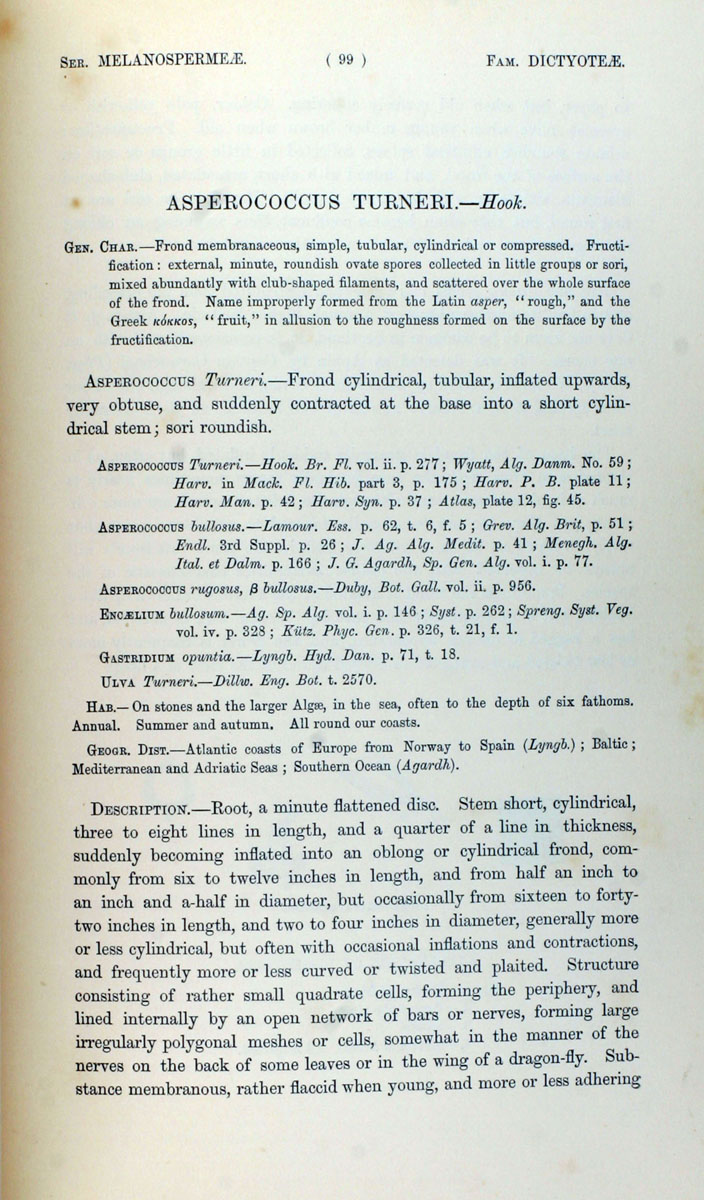 Ser. MELANOSPERMEÆ. ( 99 ) Fam. DICTYOTEÆ.
ASPEROCOCCUS TURNERI.—Hook.
Gen. Char.—Frond membranaceous, simple, tubular, cylindrical or compressed. Fructi-
fication: external, minute, roundish ovate spores collected in little groups or sori,
mixed abundantly with club-shaped filaments, and scattered over the whole surface
of the frond. Name improperly formed from the Latin asper, “rough,” and the
Greek κόκκος, “fruit,” in allusion to the roughness formed on the surface by the
fructification.
Asperococcus Turneri.—Frond cylindrical, tubular, inflated upwards,
very obtuse, and suddenly contracted at the base into a short cylin-
drical stem; sori roundish.
Asperococcus Turneri.—Hook. Br. Fl. vol. ii. p. 277; Wyatt, Alg. Danm. No. 59;
Harv. in Mack. Fl. Hib. part 3, p. 175; Harv. P. B. plate 11;
Harv. Man. p. 42; Harv. Syn. p. 37; Atlas, plate 12, fig. 45.
Asperococcus bullosus.—Lamour. Ess. p. 62, t. 6, f. 5; Grev. Alg. Brit, p. 51;
Endl. 3rd Suppl. p. 26; J. Ag. Alg. Medit. p. 41; Menegh. Alg.
Ital. et Dalm. p. 166; J. G. Agardh, Sp. Gen. Alg. vol. i. p. 77.
Asperococcus rugosus, β bullosus.—Duby, Bot. Gall. vol. ii. p. 956.
Encælium bullosum.—Ag. Sp. Alg. vol. i. p. 146; Syst. p. 262; Spreng. Syst. Veg.
vol. iv. p. 328; Kütz. Phyc. Gen. p. 326, t. 21, f. 1.
Gastridium opuntia.—Lyngb. Hyd. Dan. p. 71, t. 18.
Ulva Turneri.—Dillw. Eng. Bot. t. 2570.
Hab.—On stones and the larger Algæ, in the sea, often to the depth of six fathoms.
Annual. Summer and autumn. All round our coasts.
Geogr. Dist.—Atlantic coasts of Europe from Norway to Spain (Lyngb.); Baltic;
Mediterranean and Adriatic Seas; Southern Ocean (Agardh).
Description.—Root, a minute flattened disc. Stem short, cylindrical,
three to eight lines in length, and a quarter of a line in thickness,
suddenly becoming inflated into an oblong or cylindrical frond, com-
monly from six to twelve inches in length, and from half an inch to
an inch and a-half in diameter, but occasionally from sixteen to forty-
two inches in length, and two to four inches in diameter, generally more
or less cylindrical, but often with occasional inflations and contractions,
and frequently more or less curved or twisted and plaited. Structure
consisting of rather small quadrate cells, forming the periphery, and
lined internally by an open network of bars or nerves, forming large
irregularly polygonal meshes or cells, somewhat in the manner of the
nerves on the back of some leaves or in the wing of a dragon-fly. Sub-
stance membranous, rather flaccid when young, and more or less adhering